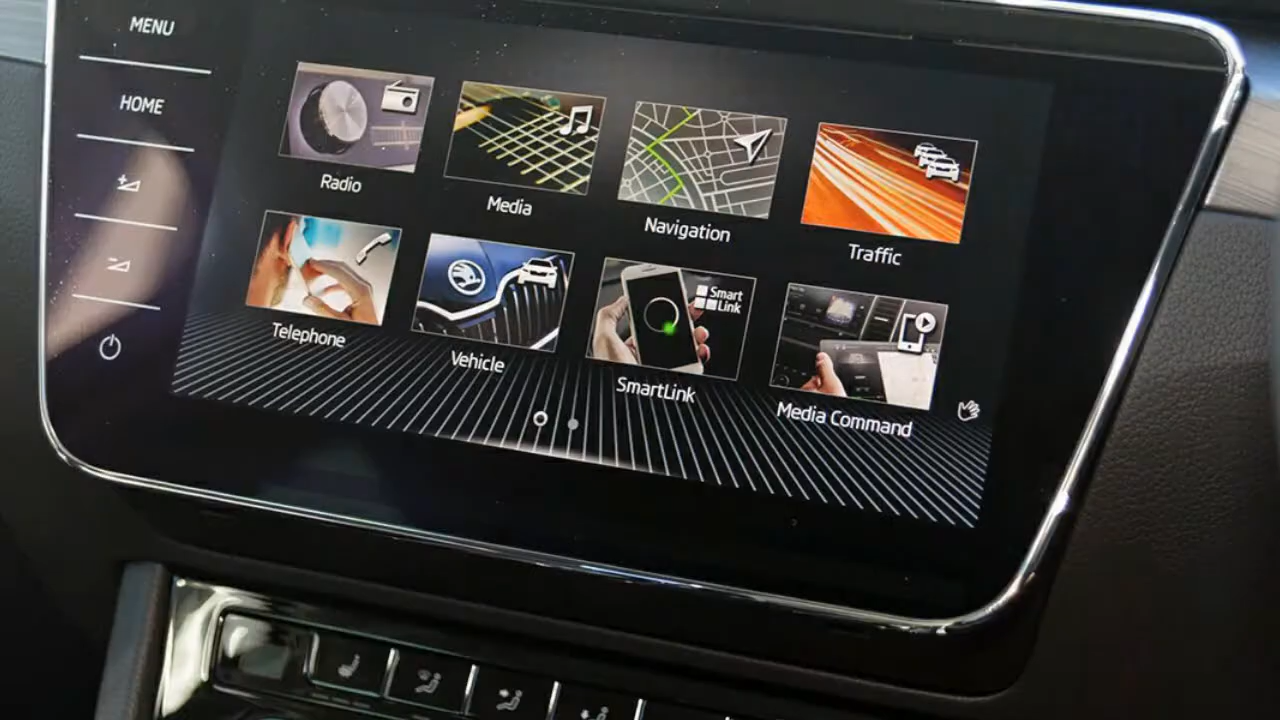 MENU
HOME
Radio
Media
Navigation
Traffic
Telephone
Vehicle
Smart
Link
SmartLink
Media Command